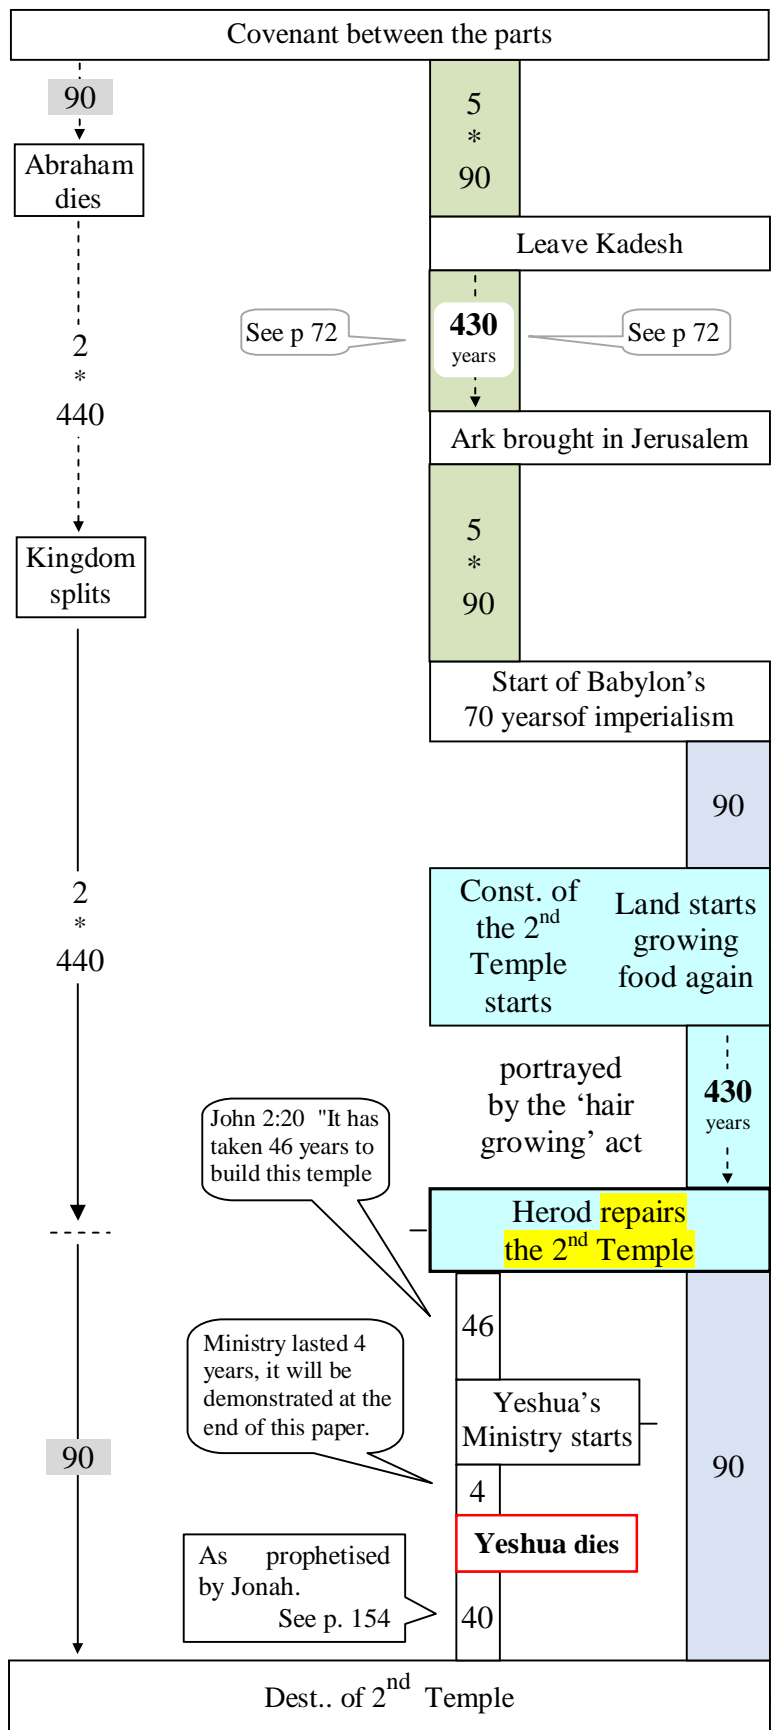 Covenant between the parts
90
5
*
90
Abraham
dies
Leave Kadesh
See p 72
430
years
See p 72
2
*
440
Ark brought in Jerusalem
5
*
90
Kingdom
splits
Start of Babylon's
70 yearsof imperialism
90
2
*
440
Const. of
the 2nd
Temple
starts
Land starts
growing
food again
portrayed
by the ‘hair
growing’ act
430
years
John 2:20 "It has
taken 46 years to
build this temple
Herod repairs
the 2nd Temple
46
Ministry lasted 4
years, it will be
demonstrated at the
end of this paper.
Yeshua’s
Ministry starts
90
90
4
Yeshua dies
As prophetised
by Jonah.
See p. 154
40
Dest.. of 2nd Temple